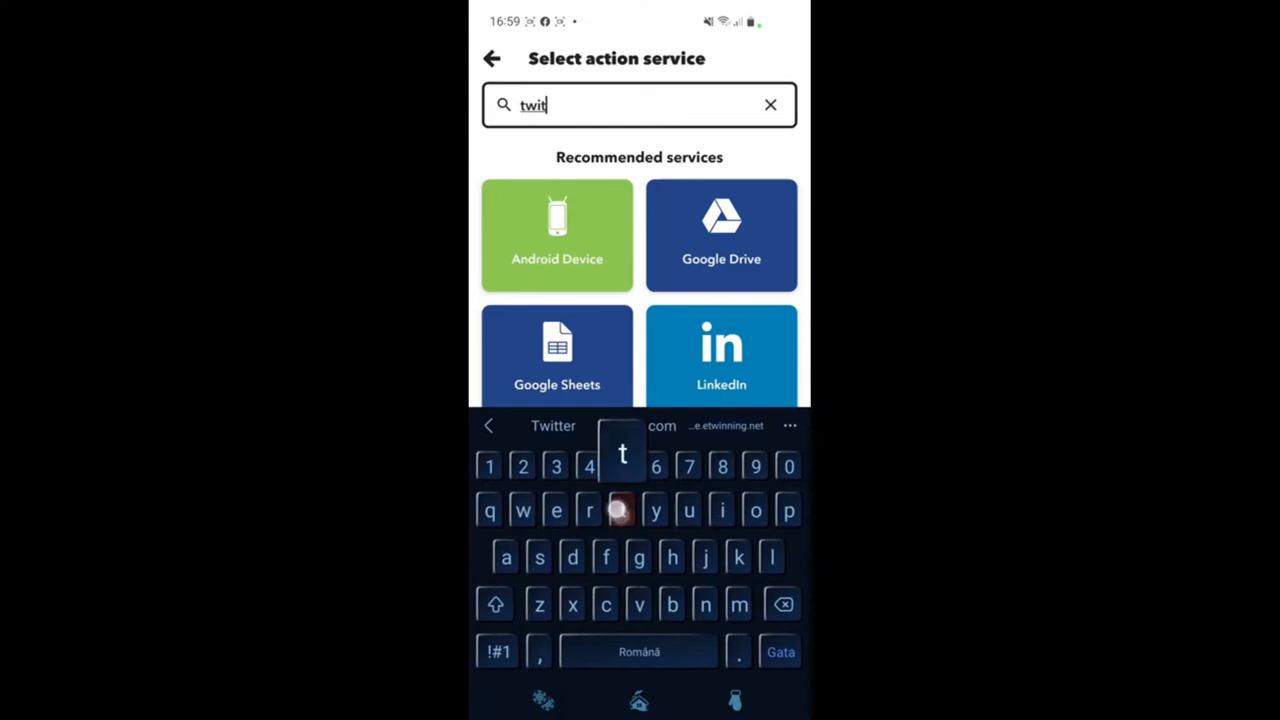 16:59
Select action service
twit
Recommended services
Android Device
Google Drive
in
Google Sheets
LinkedIn
Twitter com ...e.etwinning.net
t
1 2 3 4 6 7 8 9 0
q w e r y u i o p
a s d f g h j k l
z x c v b n m
!#1 , Română . Gata